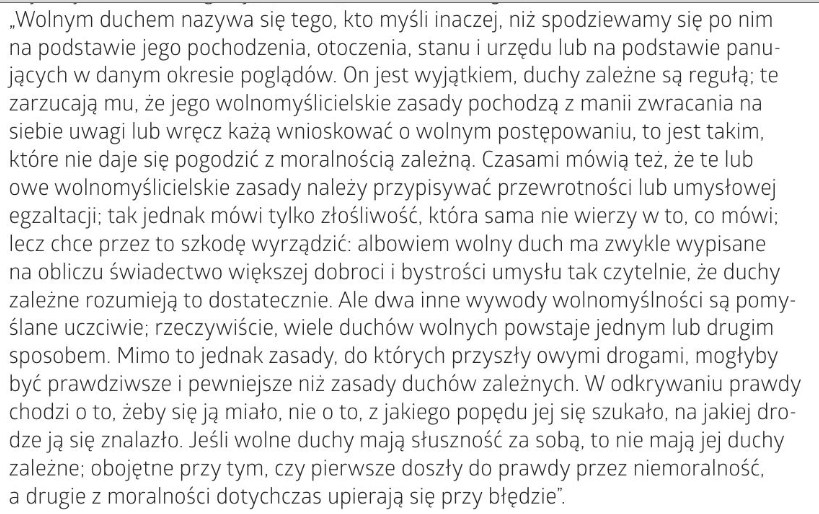 „Wolnym duchem nazywa się tego, kto myśli inaczej, niż spodziewamy się po nim
na podstawie jego pochodzenia, otoczenia, stanu i urzędu lub na podstawie panu-
jących w danym okresie poglądów. On jest wyjątkiem, duchy zależne są regułą; te
zarzucają mu, że jego wolnomyślicielskie zasady pochodzą z manii zwracania na
siebie uwagi lub wręcz każą wnioskować o wolnym postępowaniu, to jest takim,
które nie daje się pogodzić z moralnością zależną. Czasami mówią też, że te lub
owe wolnomyślicielskie zasady należy przypisywać przewrotności lub umysłowej
egzaltacji; tak jednak mówi tylko złośliwość, która sama nie wierzy w to, co mówi;
lecz chce przez to szkodę wyrządzić: albowiem wolny duch ma zwykle wypisane
na obliczu świadectwo większej dobroci i bystrości umysłu tak czytelnie, że duchy
zależne rozumieją to dostatecznie. Ale dwa inne wywody wolnomyślności są pomy-
ślane uczciwie; rzeczywiście, wiele duchów wolnych powstaje jednym lub drugim
sposobem. Mimo to jednak zasady, do których przyszły owymi drogami, mogłyby
być prawdziwsze i pewniejsze niż zasady duchów zależnych. W odkrywaniu prawdy
chodzi o to, żeby się ją miało, nie o to, z jakiego popędu jej się szukało, na jakiej dro-
dze ją się znalazło. Jeśli wolne duchy mają słuszność za sobą, to nie mają jej duchy
zależne; obojętne przy tym, czy pierwsze doszły do prawdy przez niemoralność,
a drugie z moralności dotychczas upierają się przy błędzie”.